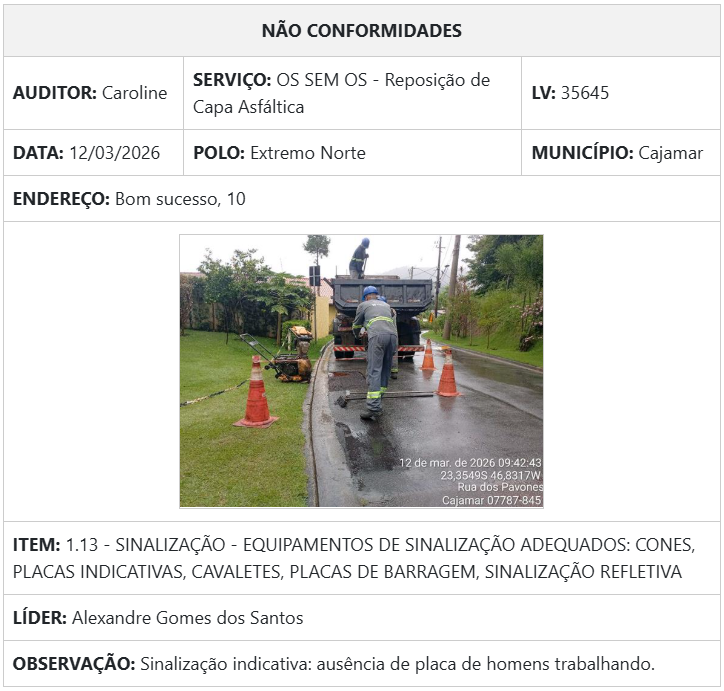 NÃO CONFORMIDADES
AUDITOR: Caroline
SERVIÇO: OS SEM OS - Reposição de
Capa Asfáltica
LV: 35645
DATA: 12/03/2026
POLO: Extremo Norte
MUNICÍPIO: Cajamar
ENDEREÇO: Bom sucesso, 10
12 de mar. de 2026 09:42:43
23,3549S 46,8317W
Rua dos Pavones
Cajamar 07787-845
ITEM: 1.13 - SINALIZAÇÃO - EQUIPAMENTOS DE SINALIZAÇÃO ADEQUADOS: CONES,
PLACAS INDICATIVAS, CAVALETES, PLACAS DE BARRAGEM, SINALIZAÇÃO REFLETIVA
LÍDER: Alexandre Gomes dos Santos
OBSERVAÇÃO: Sinalização indicativa: ausência de placa de homens trabalhando.